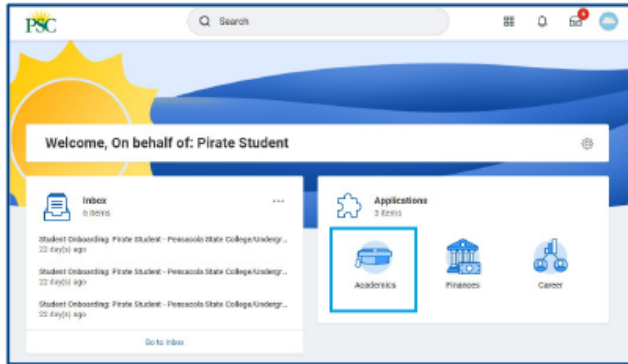 PSC
Search
Welcome, On behalf of: Pirate Student
Inbox
6 items
Student Onboarding: Pirate Student - Pensacola State College/Undergr...
22 day(s) ago
Student Onboarding: Pirate Student - Pensacola State College/Undergr...
22 day(s) ago
Student Onboarding: Pirate Student - Pensacola State College/Undergr...
22 day(s) ago
Go to Inbox
Applications
3 items
Academics
Finances
Career